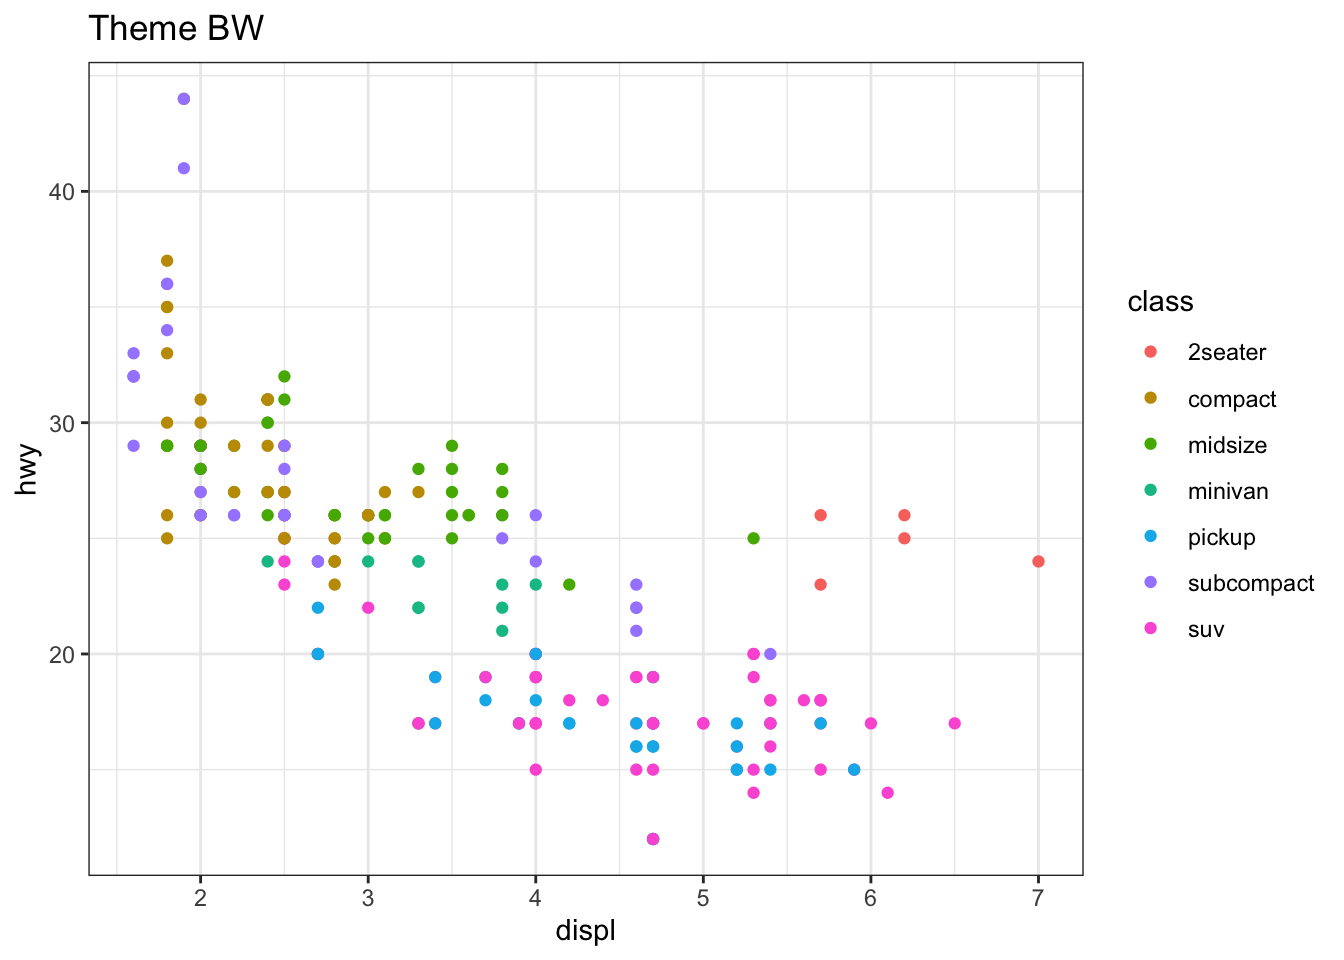 Theme BW
40
30
20
hwy
2
3
4
5
6
7
displ
class
2seater
compact
midsize
minivan
pickup
subcompact
suv